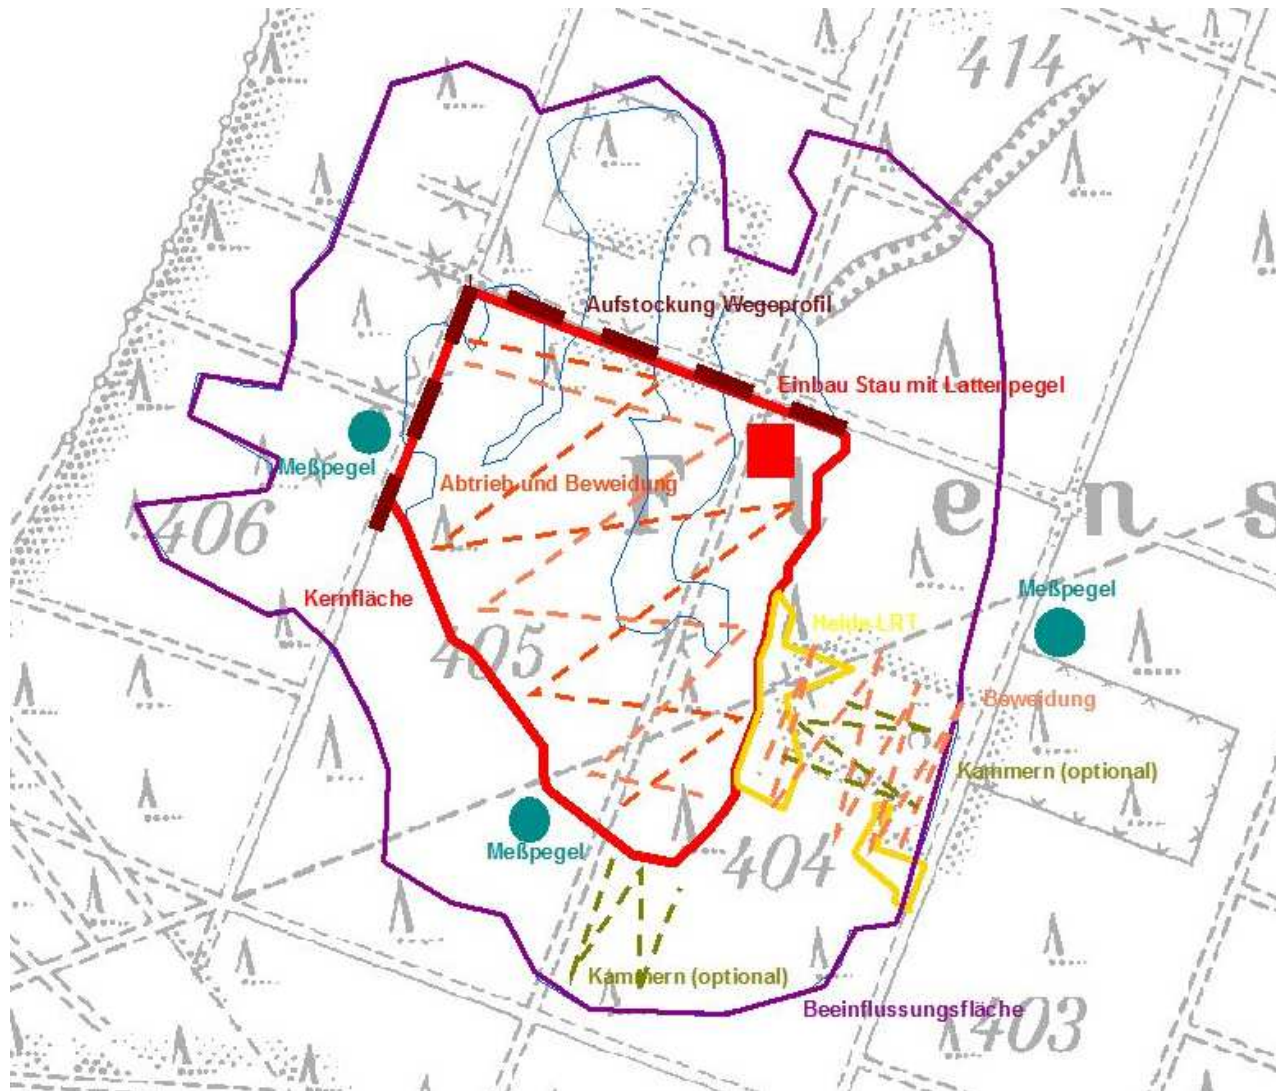 414
Aufstockung Wegeprofil
Einbau Stau mit Lattenpegel
Meßpegel
Abtrieb und Beweidung
F l e n s
406
Meßpegel
Kernfläche
Heide LRT
405
Beweidung
Kammern (optional)
Meßpegel
404
Kammern (optional)
Beeinflussungsfläche
403